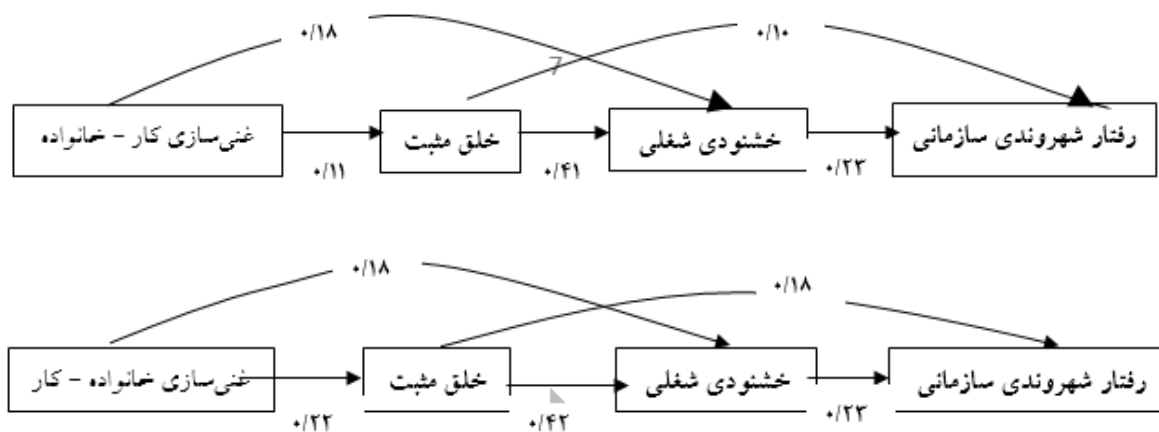 ۰/۱۸
۰/۱۰
غنی‌سازی کار – خانواده
خلق مثبت
خشنودی شغلی
رفتار شهروندی سازمانی
۰/۱۱
۰/۴۱
۰/۲۳
۰/۱۸
۰/۱۸
غنی‌سازی خانواده – کار
خلق مثبت
خشنودی شغلی
رفتار شهروندی سازمانی
۰/۲۲
۰/۴۲
۰/۲۳